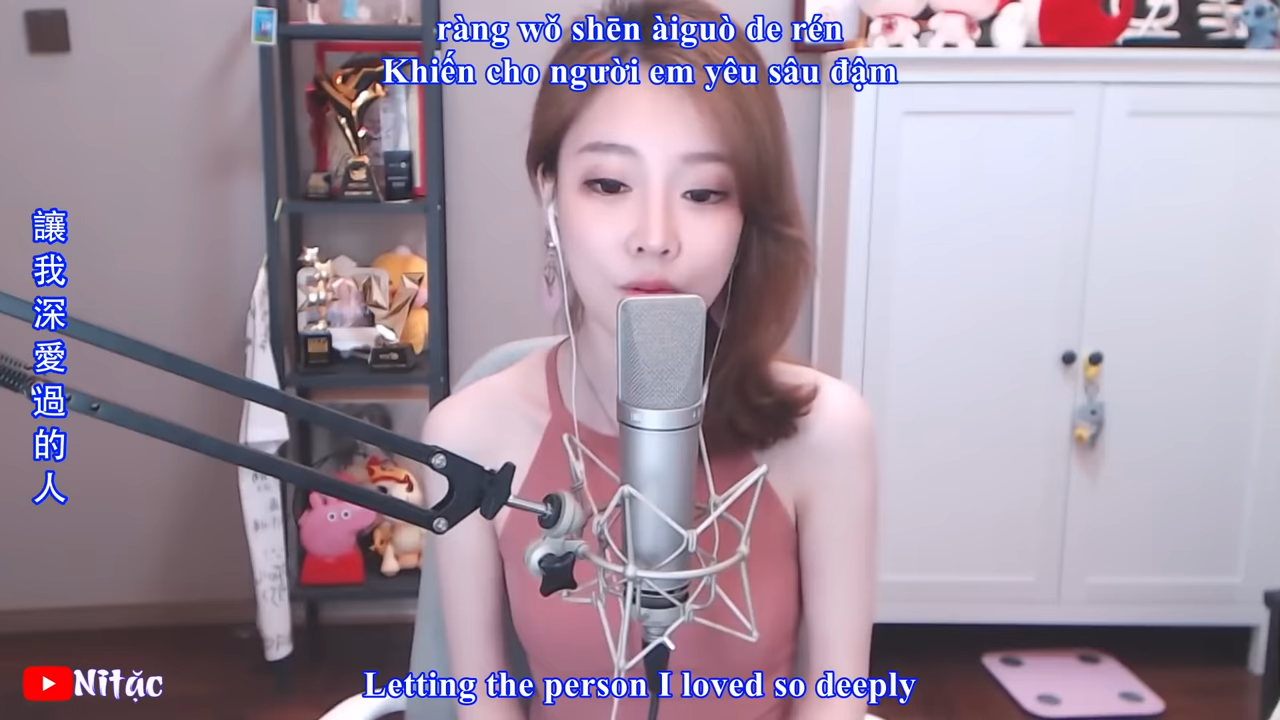 ràng wǒ shēn àiguò de rén
Khiến cho người em yêu sâu đậm
讓我深愛過的人
Nitặc
Letting the person I loved so deeply